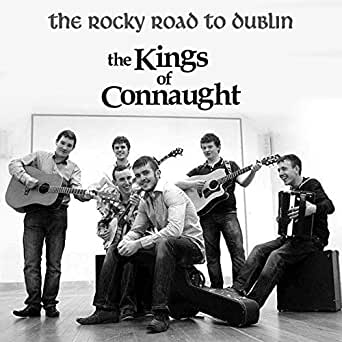 the Rocky Road to Dublin
the Kings
of
Connaught